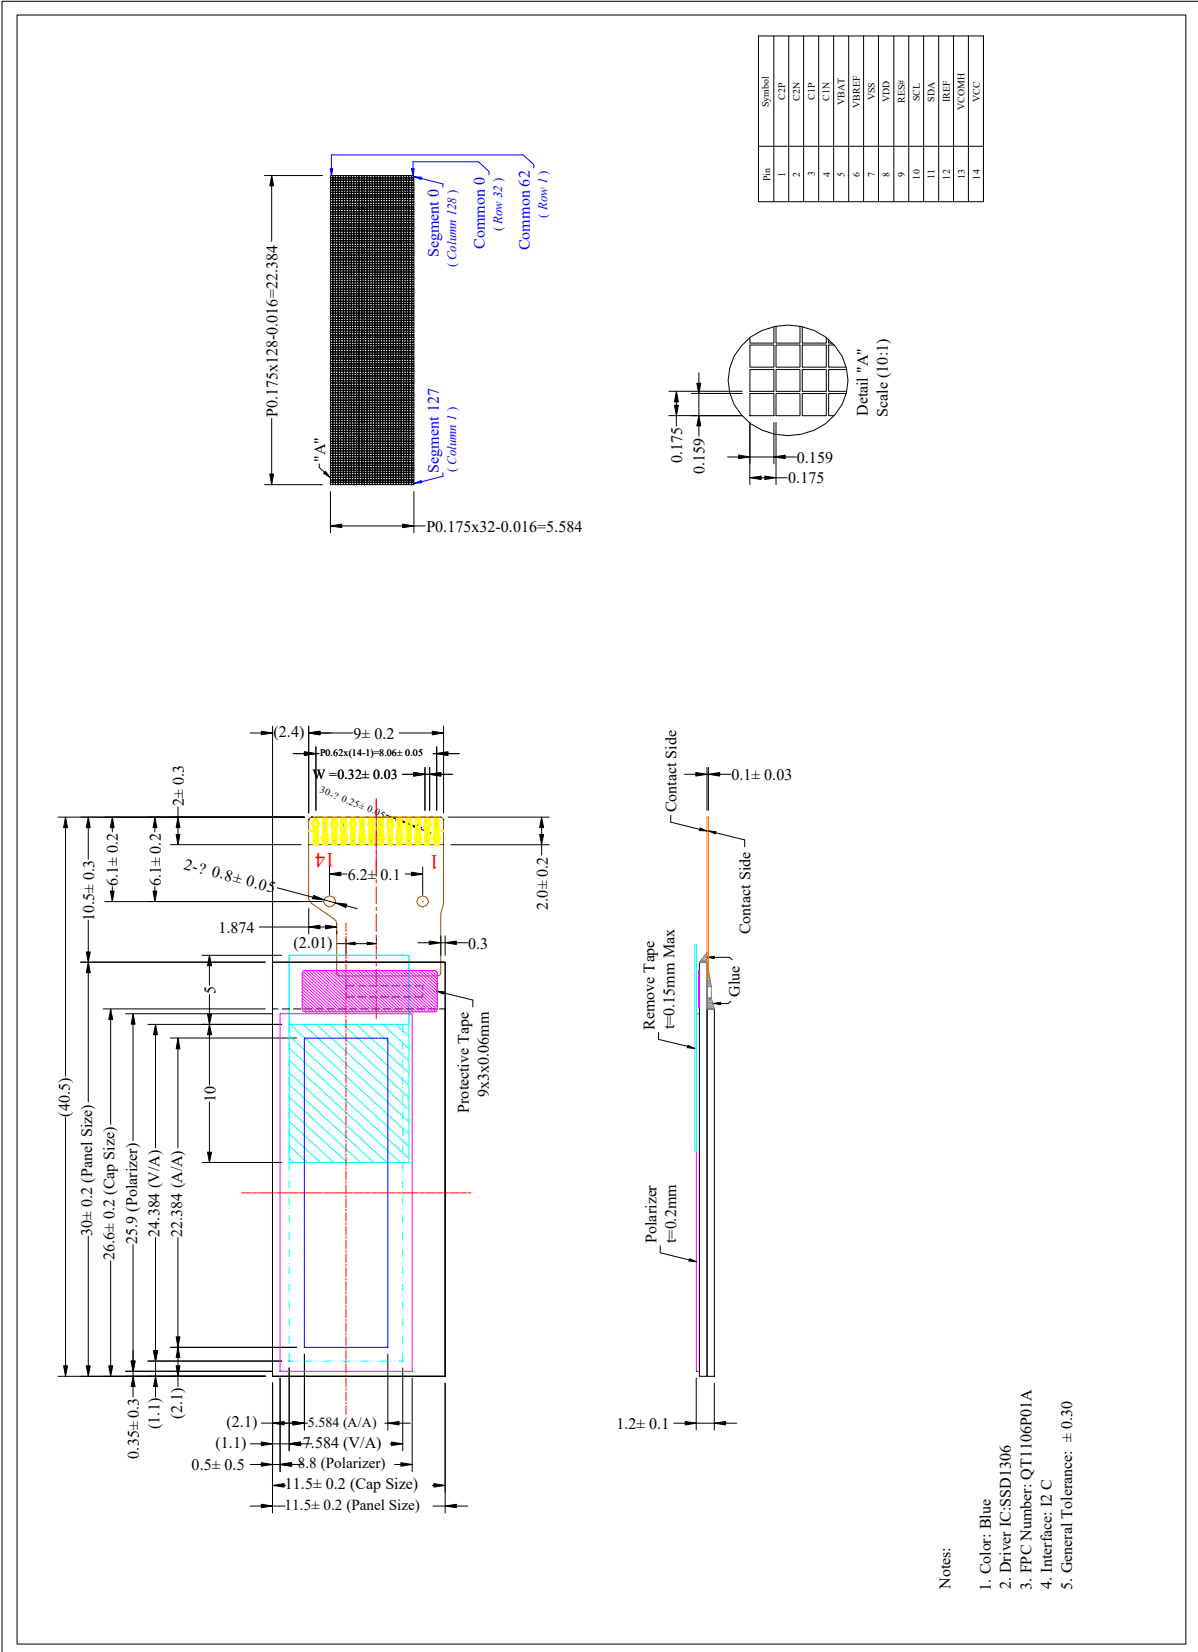 Pin Symbol
1 C2P
2 C2N
3 C1P
4 C1N
5 VBAT
6 VBREF
7 VSS
8 VDD
9 RES#
10 SCL
11 SDA
12 IREF
13 VCOMH
14 VCC
P0.175x128-0.016=22.384
"A"
Segment 127
( Column 1 )
Segment 0
( Column 128 )
Common 0
( Row 32 )
Common 62
( Row 1 )
P0.175x32-0.016=5.584
0.175
0.159
0.159
0.175
Detail "A"
Scale (10:1)
(2.4)
9± 0.2
P0.62x(14-1)=8.06± 0.05
W =0.32± 0.03
30-? 0.25± 0.05
2± 0.3
6.1± 0.2
6.1± 0.2
10.5± 0.3
14
1
2-? 0.8± 0.05
6.2± 0.1
2.0± 0.2
1.874
(2.01)
0.3
5
10
Protective Tape
9x3x0.06mm
(40.5)
30± 0.2 (Panel Size)
26.6± 0.2 (Cap Size)
25.9 (Polarizer)
24.384 (V/A)
22.384 (A/A)
0.35± 0.3
(1.1)
(2.1)
(2.1)
5.584 (A/A)
(1.1)
7.584 (V/A)
0.5± 0.5
8.8 (Polarizer)
11.5± 0.2 (Cap Size)
11.5± 0.2 (Panel Size)
Contact Side
0.1± 0.03
Contact Side
Remove Tape
t=0.15mm Max
Glue
Polarizer
t=0.2mm
1.2± 0.1
Notes:
1. Color: Blue
2. Driver IC:SSD1306
3. FPC Number: QT1106P01A
4. Interface: I2 C
5. General Tolerance: ± 0.30